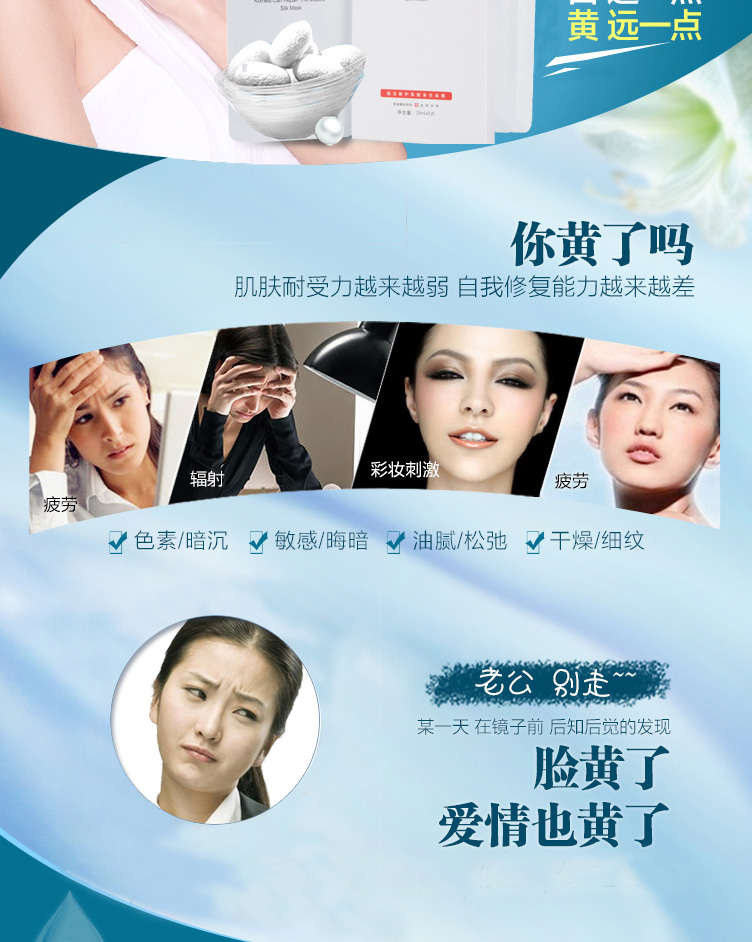 Silk Mask
黄 远一点
你黄了吗
肌肤耐受力越来越弱 自我修复能力越来越差
疲劳
辐射
彩妆刺激
疲劳
色素/暗沉
敏感/晦暗
油腻/松弛
干燥/细纹
老公 别走~~
某一天 在镜子前 后知后觉的发现
脸黄了
爱情也黄了